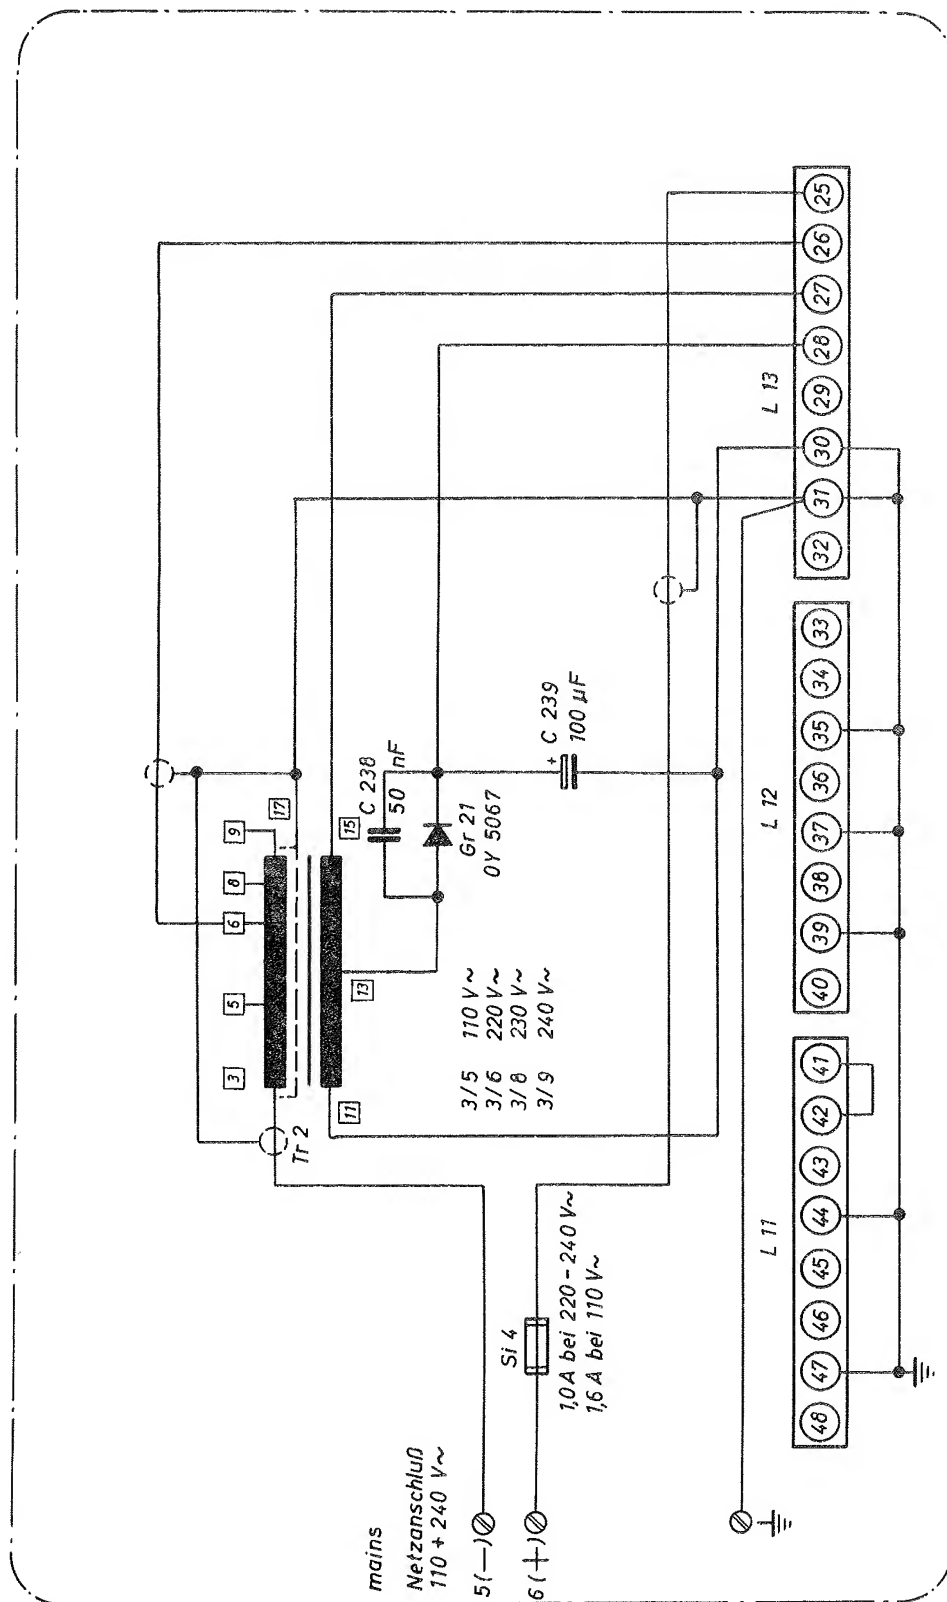 mains
Netzanschluß
110 ÷ 240 V~
5 (—)
6 (+)
Si 4
1,0A bei 220-240 V~
1,6A bei 110 V~
Tr 2
3
5
6
8
9
17
11
13
15
C 238
50 nF
Gr 21
OY 5067
3/5 110 V~
3/6 220 V~
3/8 230 V~
3/9 240 V~
+
C 239
100 µF
L 11
48 47 46 45 44 43 42 41
L 12
40 39 38 37 36 35 34 33
L 13
32 31 30 29 28 27 26 25